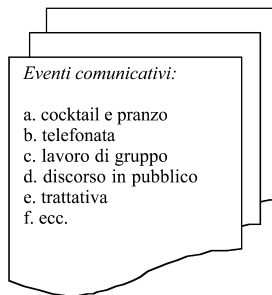 Eventi comunicativi:
a. cocktail e pranzo
b. telefonata
c. lavoro di gruppo
d. discorso in pubblico
e. trattativa
f. ecc.